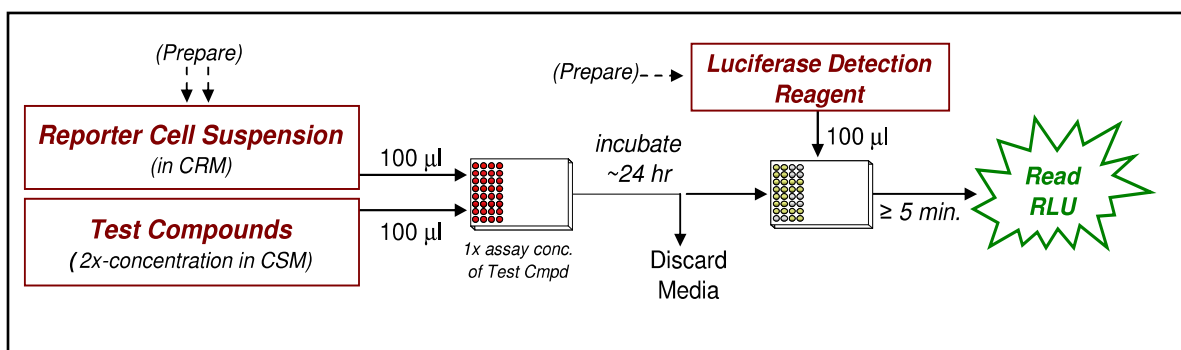 (Prepare)
Reporter Cell Suspension
(in CRM)
100 µl
Test Compounds
( 2x-concentration in CSM)
100 µl
1x assay conc.
of Test Cmpd
incubate
~24 hr
Discard
Media
(Prepare)
Luciferase Detection
Reagent
100 µl
≥ 5 min.
Read
RLU